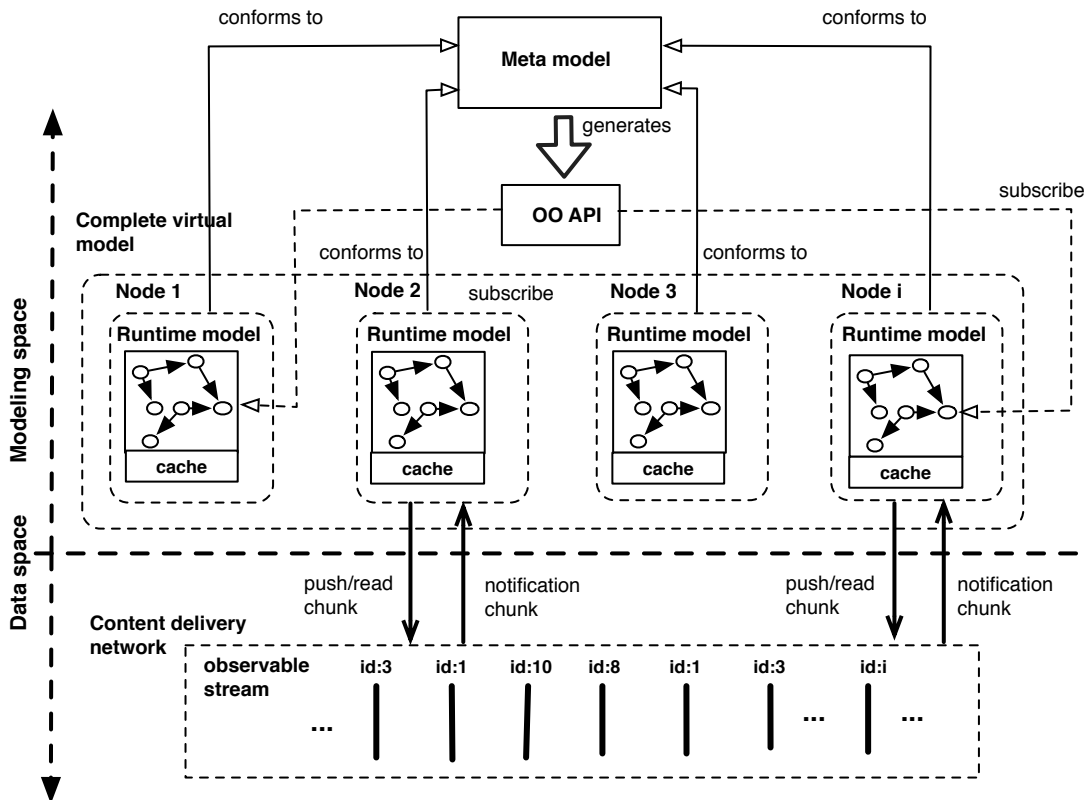 conforms to
conforms to
Meta model
generates
subscribe
OO API
Complete virtual
model
conforms to
conforms to
Node 1
Node 2
subscribe
Node 3
Node i
Runtime model
Runtime model
Runtime model
Runtime model
cache
cache
cache
cache
Modeling space
Data space
push/read
chunk
notification
chunk
push/read
chunk
notification
chunk
Content delivery
network
observable
stream
id:3
id:1
id:10
id:8
id:1
id:3
id:i
...
...
...